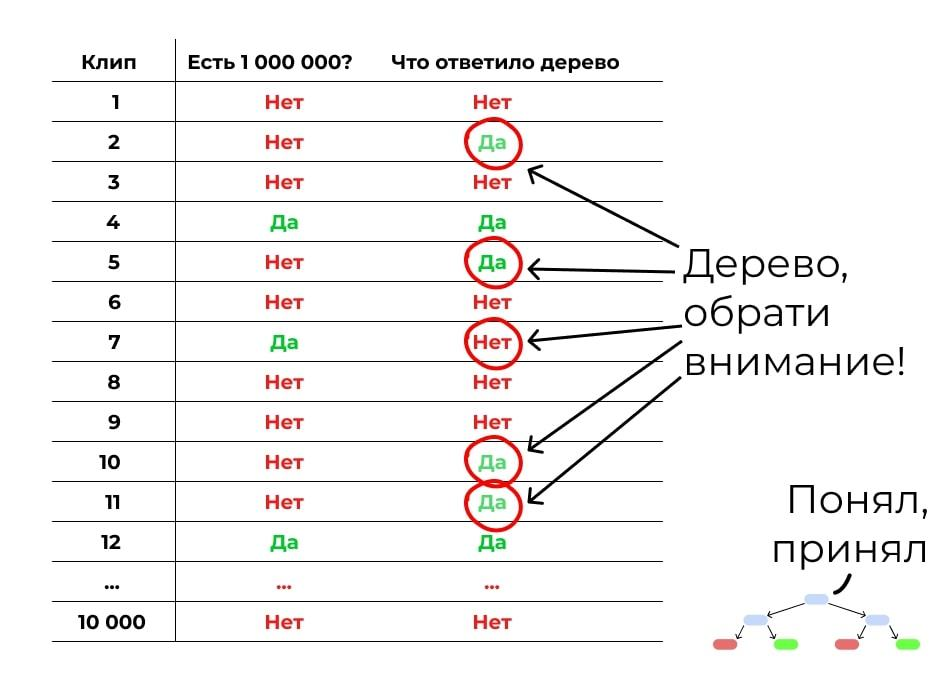 Клип Есть 1 000 000? Что ответило дерево
1 Нет Нет
2 Нет Да
3 Нет Нет
4 Да Да
5 Нет Да
6 Нет Нет
7 Да Нет
8 Нет Нет
9 Нет Нет
10 Нет Да
11 Нет Да
12 Да Да
... ... ...
10 000 Нет Нет
Дерево,
обрати
внимание!
Понял,
принял